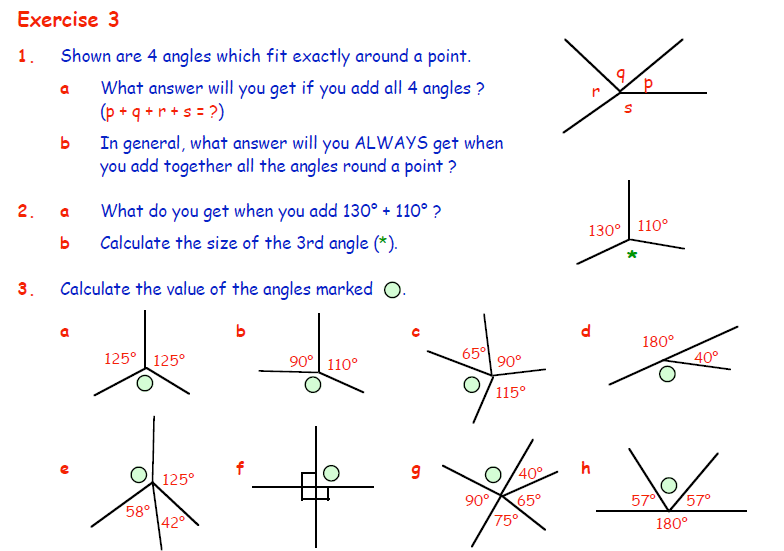 Exercise 3
1. Shown are 4 angles which fit exactly around a point.
a What answer will you get if you add all 4 angles ?
(p + q + r + s = ?)
b In general, what answer will you ALWAYS get when
you add together all the angles round a point ?
q
r
p
s
2. a What do you get when you add 130° + 110° ?
b Calculate the size of the 3rd angle (*).
130° 110°
*
3. Calculate the value of the angles marked .
a
125° 125°
b
90° 110°
c
65° 90°
115°
d
180°
40°
e
125°
58°
42°
f
g
40°
90° 65°
75°
h
57° 57°
180°